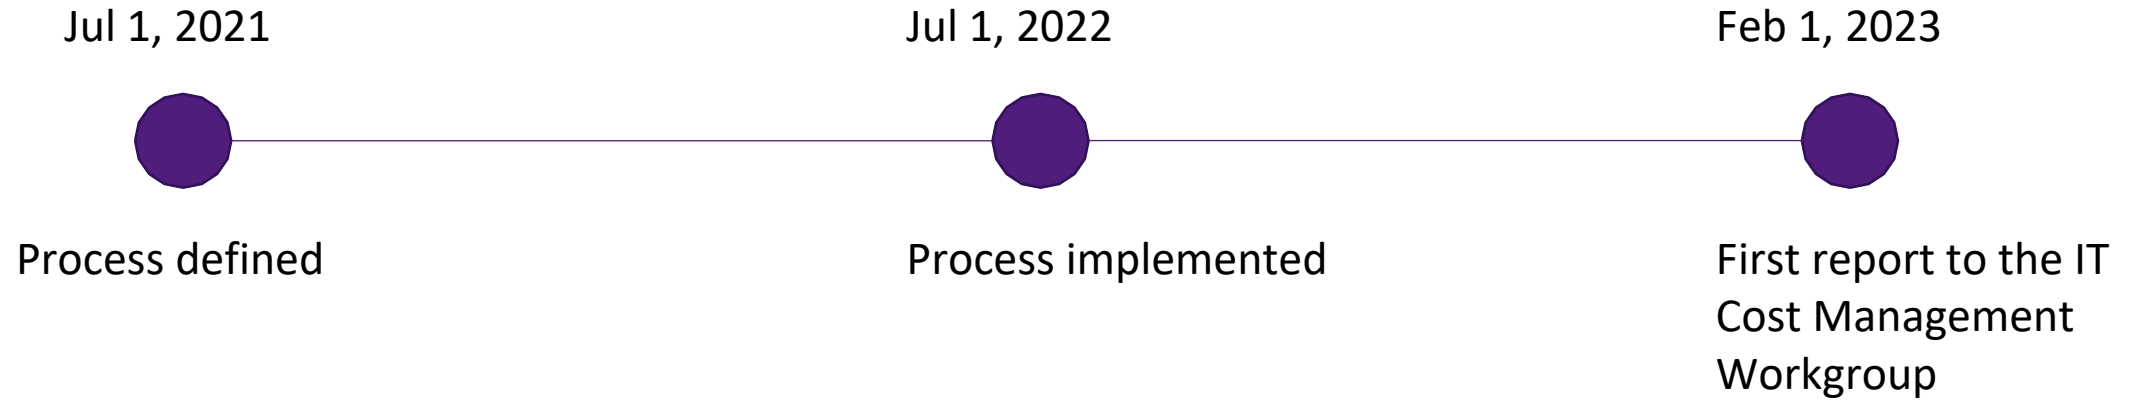 Jul 1, 2021
Jul 1, 2022
Feb 1, 2023
Process defined
Process implemented
First report to the IT
Cost Management
Workgroup